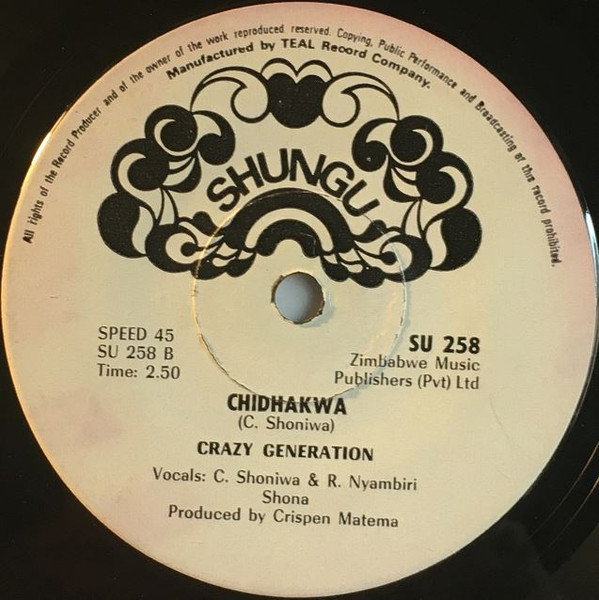 All rights of the Record Producer and of the owner of the work reproduced reserved. Copying, Public Performance and Broadcasting of this record prohibited.
Manufactured by TEAL Record Company.
SHUNGU
SPEED 45
SU 258 B
Time: 2.50
SU 258
Zimbabwe Music
Publishers (Pvt) Ltd
CHIDHAKWA
(C. Shoniwa)
CRAZY GENERATION
Vocals: C. Shoniwa & R. Nyambiri
Shona
Produced by Crispen Matema